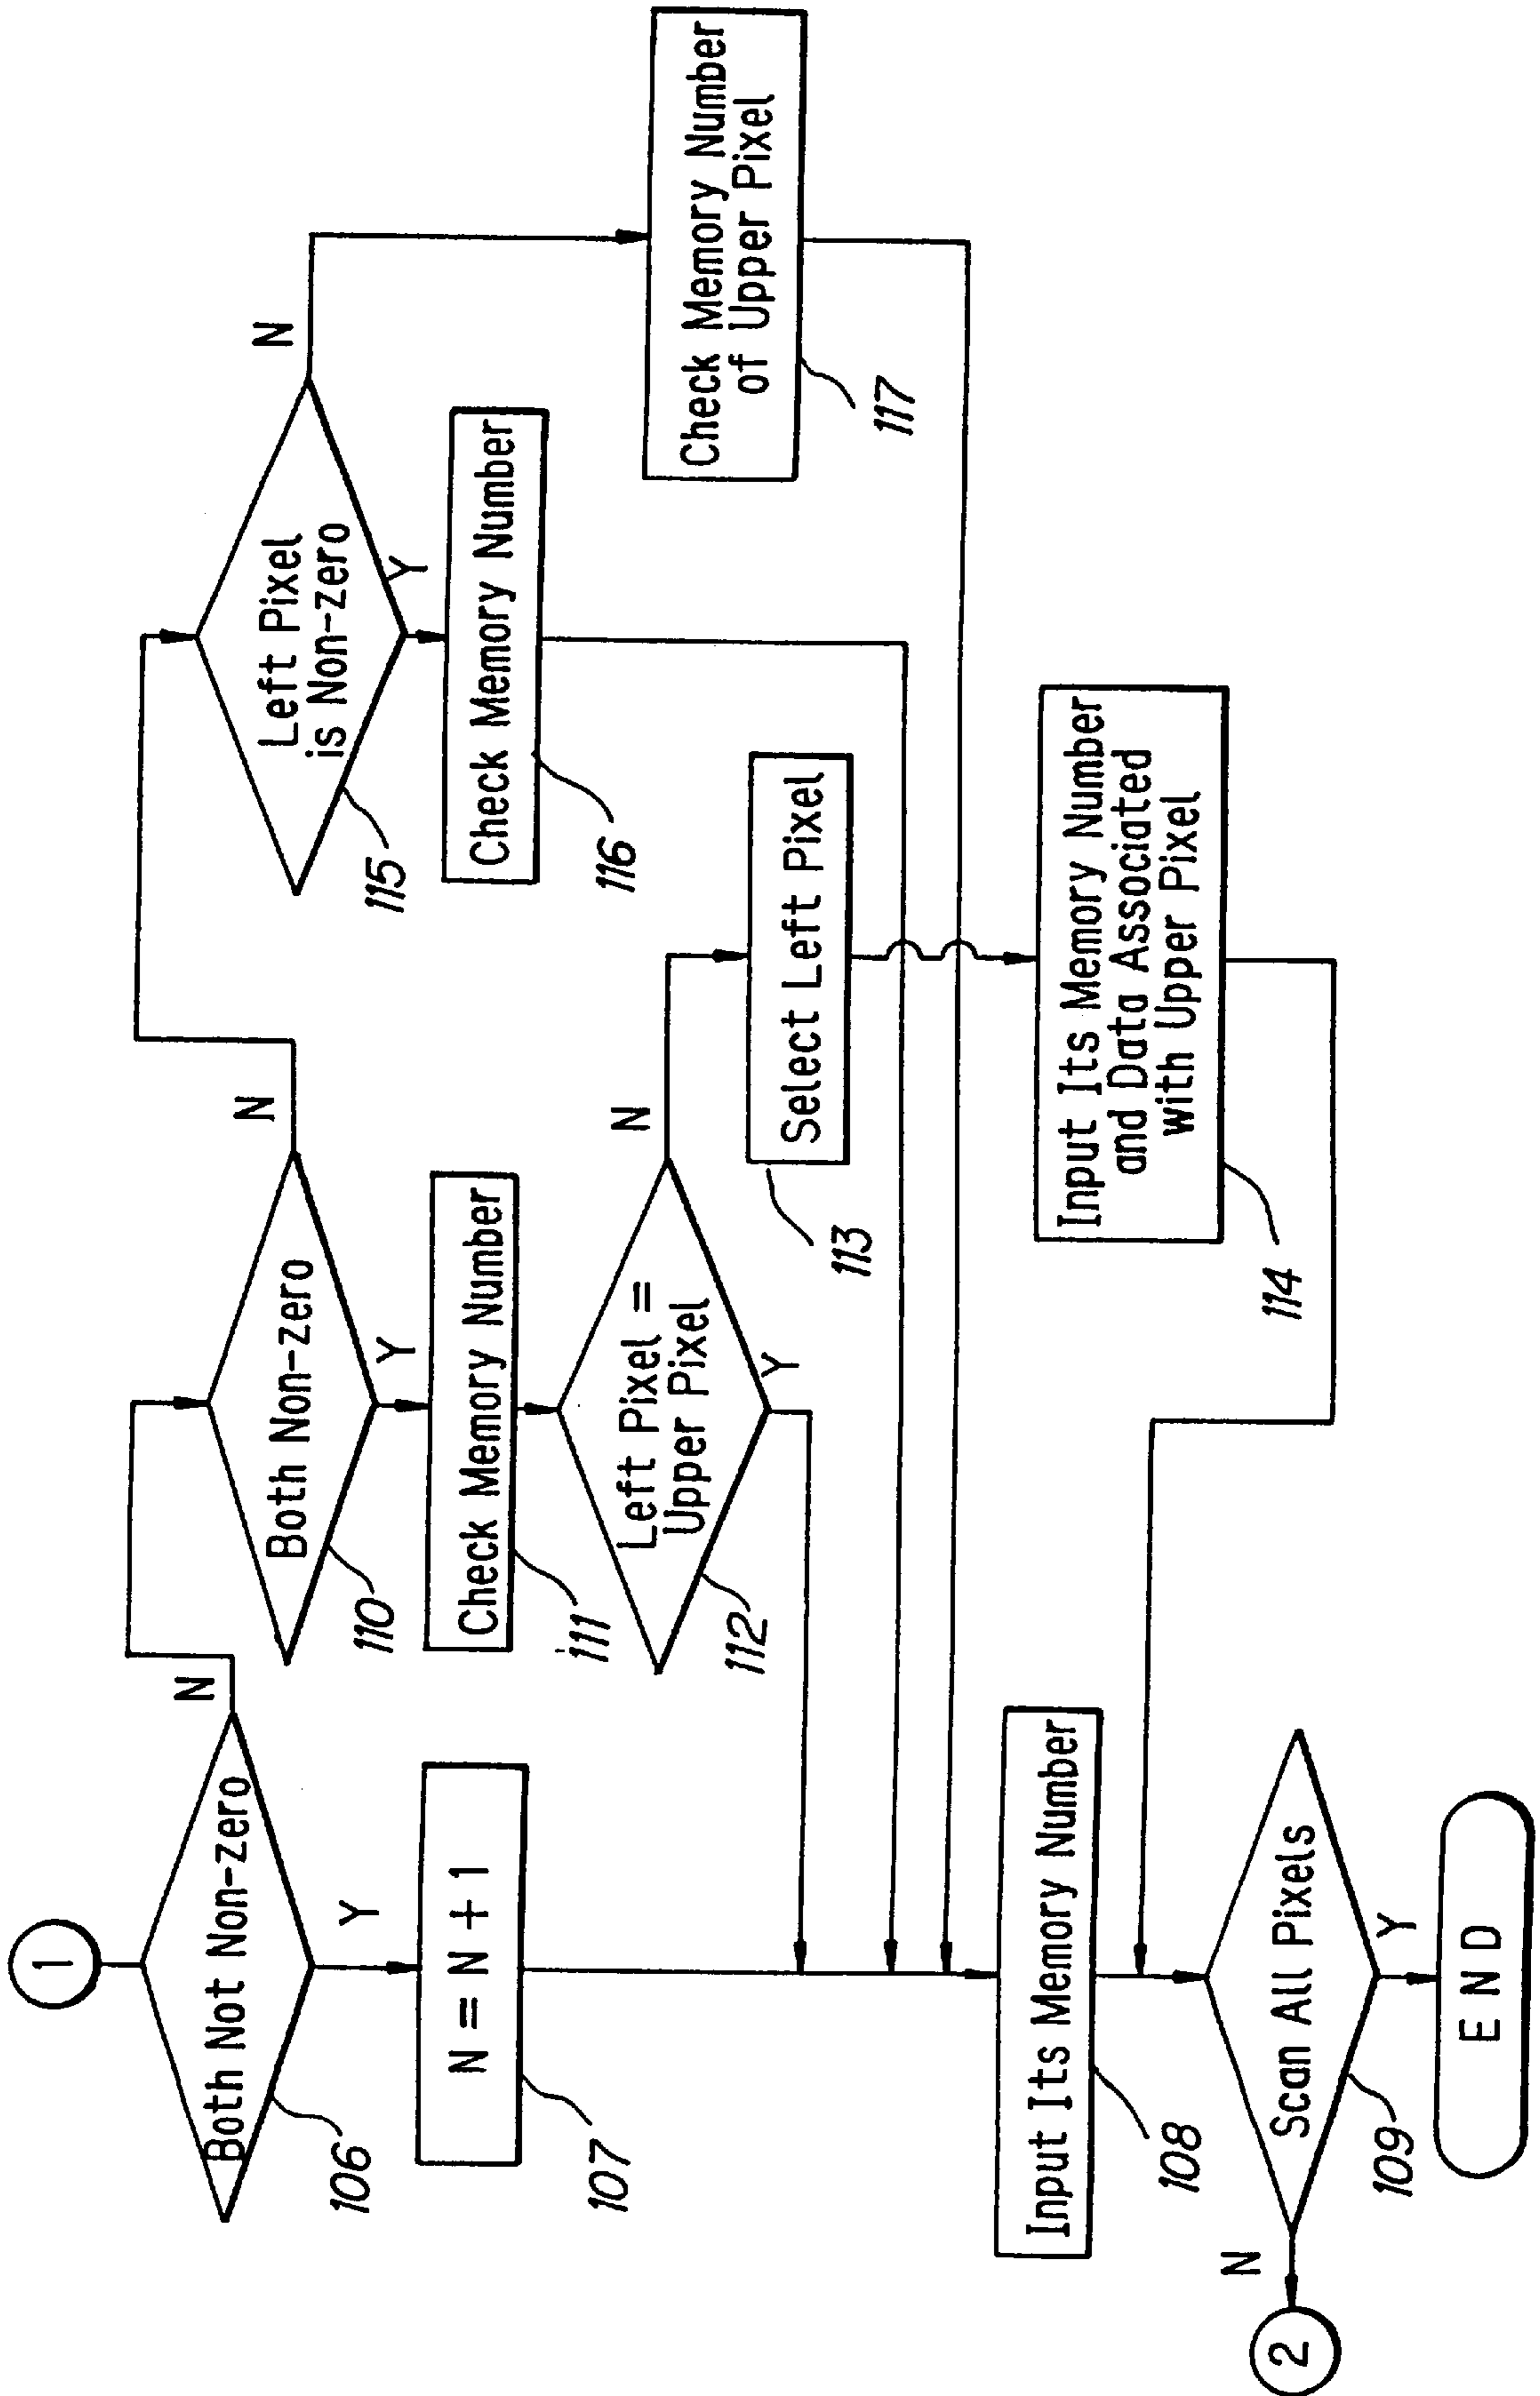 1
Both Not Non-zero
N
Y
106
N = N + 1
107
Both Non-zero
N
Y
110
Check Memory Number
111
Left Pixel =
Upper Pixel
N
Y
112
Select Left Pixel
113
Input Its Memory Number
and Data Associated
with Upper Pixel
114
Left Pixel
is Non-zero
N
Y
115
Check Memory Number
116
Check Memory Number
of Upper Pixel
117
Input Its Memory Number
108
Scan All Pixels
N
Y
109
2
END